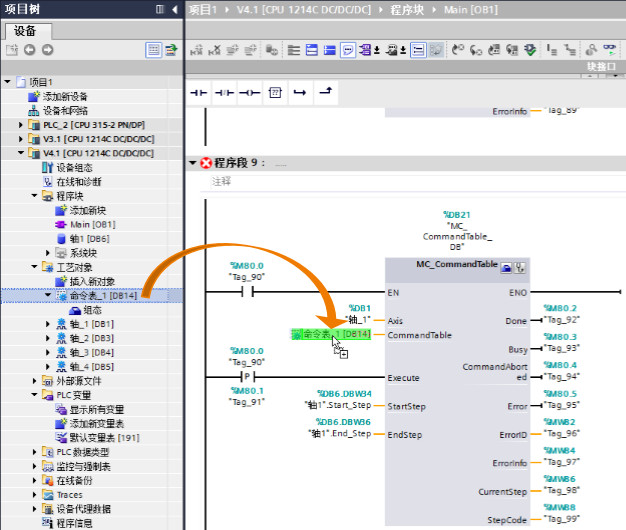 项目树
设备
项目1
添加新设备
设备和网络
PLC_2 [CPU 315-2 PN/DP]
V3.1 [CPU 1214C DC/DC/DC]
V4.1 [CPU 1214C DC/DC/DC]
设备组态
在线和诊断
程序块
添加新块
Main [OB1]
轴1 [DB6]
系统块
工艺对象
插入新对象
命令表_1 [DB14]
组态
轴_1 [DB1]
轴_2 [DB3]
轴_3 [DB4]
轴_4 [DB5]
外部源文件
PLC 变量
显示所有变量
添加新变量表
默认变量表 [191]
PLC 数据类型
监控与强制表
在线备份
Traces
设备代理数据
程序信息
项目1 V4.1 [CPU 1214C DC/DC/DC] 程序块 Main [OB1]
块接口
ErrorInfo "Tag_89"
程序段 9： ......
注释
%DB21
"MC_
CommandTable_
DB"
MC_CommandTable
%M80.0
"Tag_90"
EN ENO
%DB1
"轴_1" Axis
命令表_1 [DB14] CommandTable
%M80.0
"Tag_90"
P
%M80.1
"Tag_91"
Execute
%DB6.DBW34
"轴1".Start_Step StartStep
%DB6.DBW36
"轴1".End_Step EndStep
%M80.2
Done "Tag_92"
%M80.3
Busy "Tag_93"
CommandAbort
%M80.4
ed "Tag_94"
%M80.5
Error "Tag_95"
%MW82
ErrorID "Tag_96"
%MW84
ErrorInfo "Tag_97"
%MW86
CurrentStep "Tag_98"
%MW88
StepCode "Tag_99"